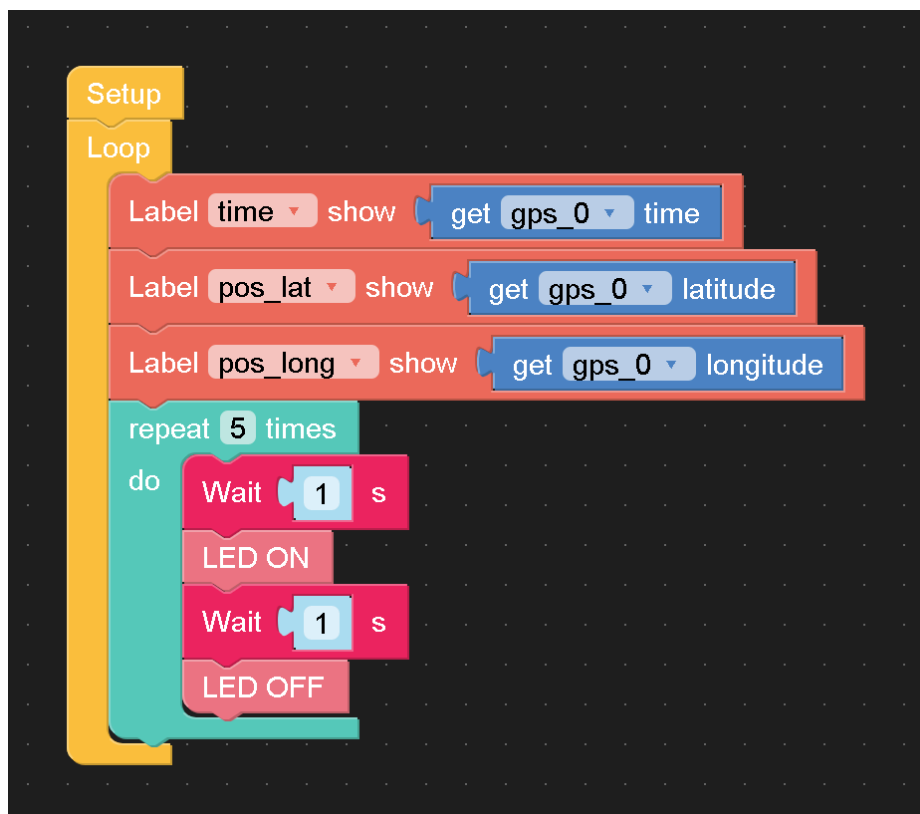 Setup
Loop
Label time show get gps_0 time
Label pos_lat show get gps_0 latitude
Label pos_long show get gps_0 longitude
repeat 5 times
do
Wait 1 s
LED ON
Wait 1 s
LED OFF